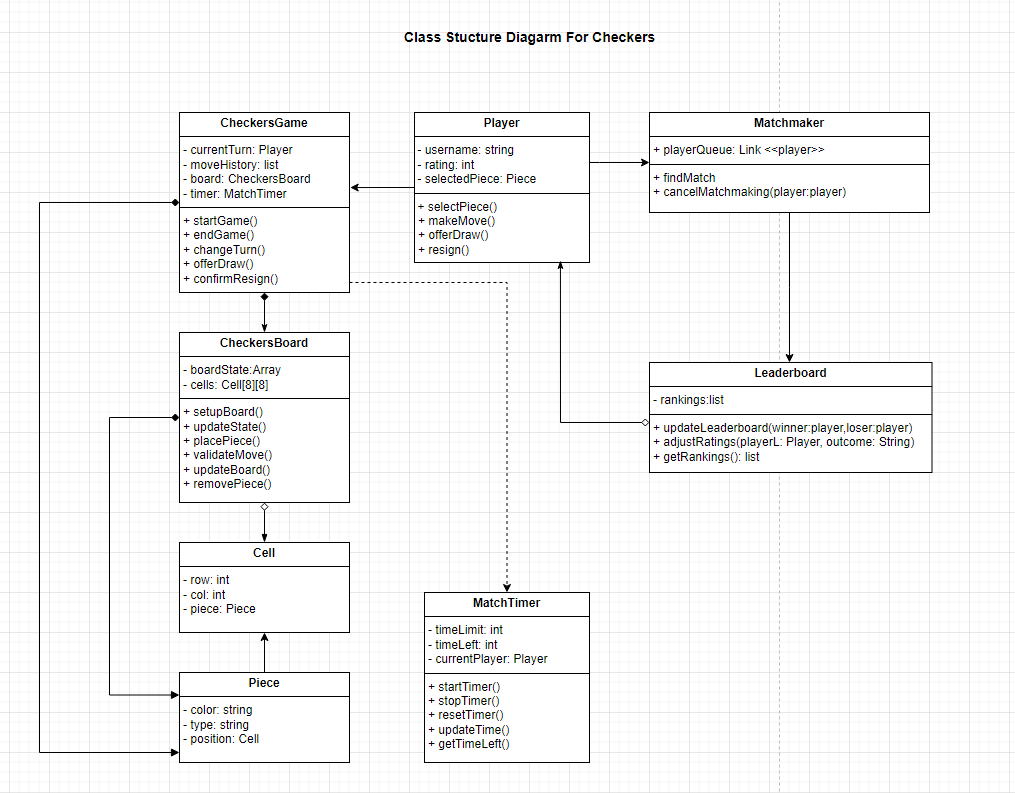 Class Stucture Diagarm For Checkers
CheckersGame
- currentTurn: Player
- moveHistory: list
- board: CheckersBoard
- timer: MatchTimer
+ startGame()
+ endGame()
+ changeTurn()
+ offerDraw()
+ confirmResign()
Player
- username: string
- rating: int
- selectedPiece: Piece
+ selectPiece()
+ makeMove()
+ offerDraw()
+ resign()
Matchmaker
+ playerQueue: Link <<player>>
+ findMatch
+ cancelMatchmaking(player:player)
CheckersBoard
- boardState:Array
- cells: Cell[8][8]
+ setupBoard()
+ updateState()
+ placePiece()
+ validateMove()
+ updateBoard()
+ removePiece()
Leaderboard
- rankings:list
+ updateLeaderboard(winner:player,loser:player)
+ adjustRatings(playerL: Player, outcome: String)
+ getRankings(): list
Cell
- row: int
- col: int
- piece: Piece
MatchTimer
- timeLimit: int
- timeLeft: int
- currentPlayer: Player
+ startTimer()
+ stopTimer()
+ resetTimer()
+ updateTime()
+ getTimeLeft()
Piece
- color: string
- type: string
- position: Cell